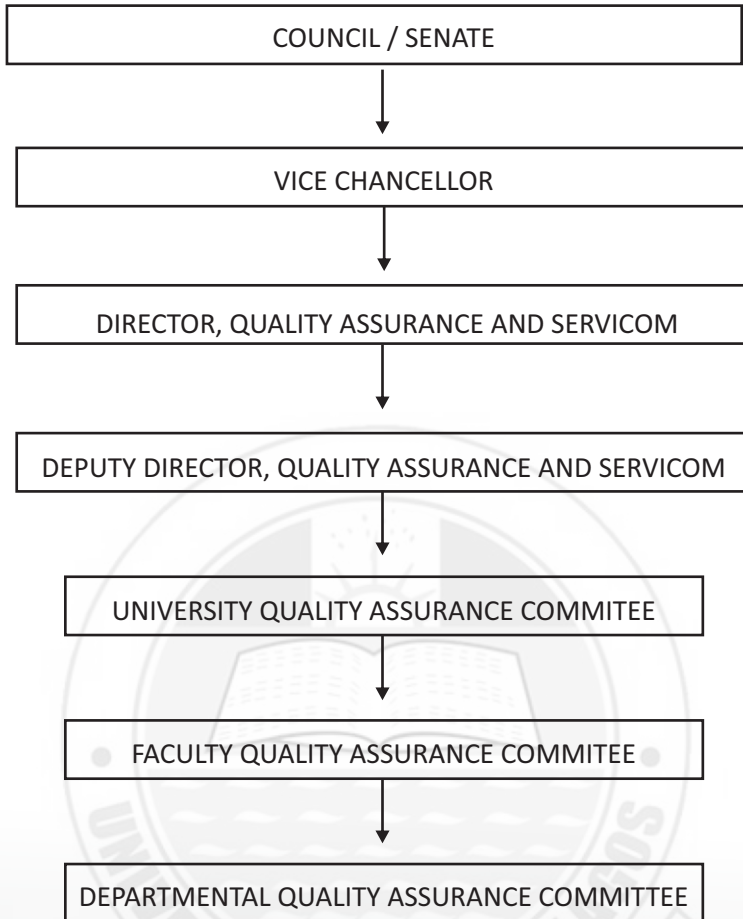 COUNCIL / SENATE
VICE CHANCELLOR
DIRECTOR, QUALITY ASSURANCE AND SERVICOM
DEPUTY DIRECTOR, QUALITY ASSURANCE AND SERVICOM
UNIVERSITY QUALITY ASSURANCE COMMITEE
FACULTY QUALITY ASSURANCE COMMITEE
DEPARTMENTAL QUALITY ASSURANCE COMMITTEE